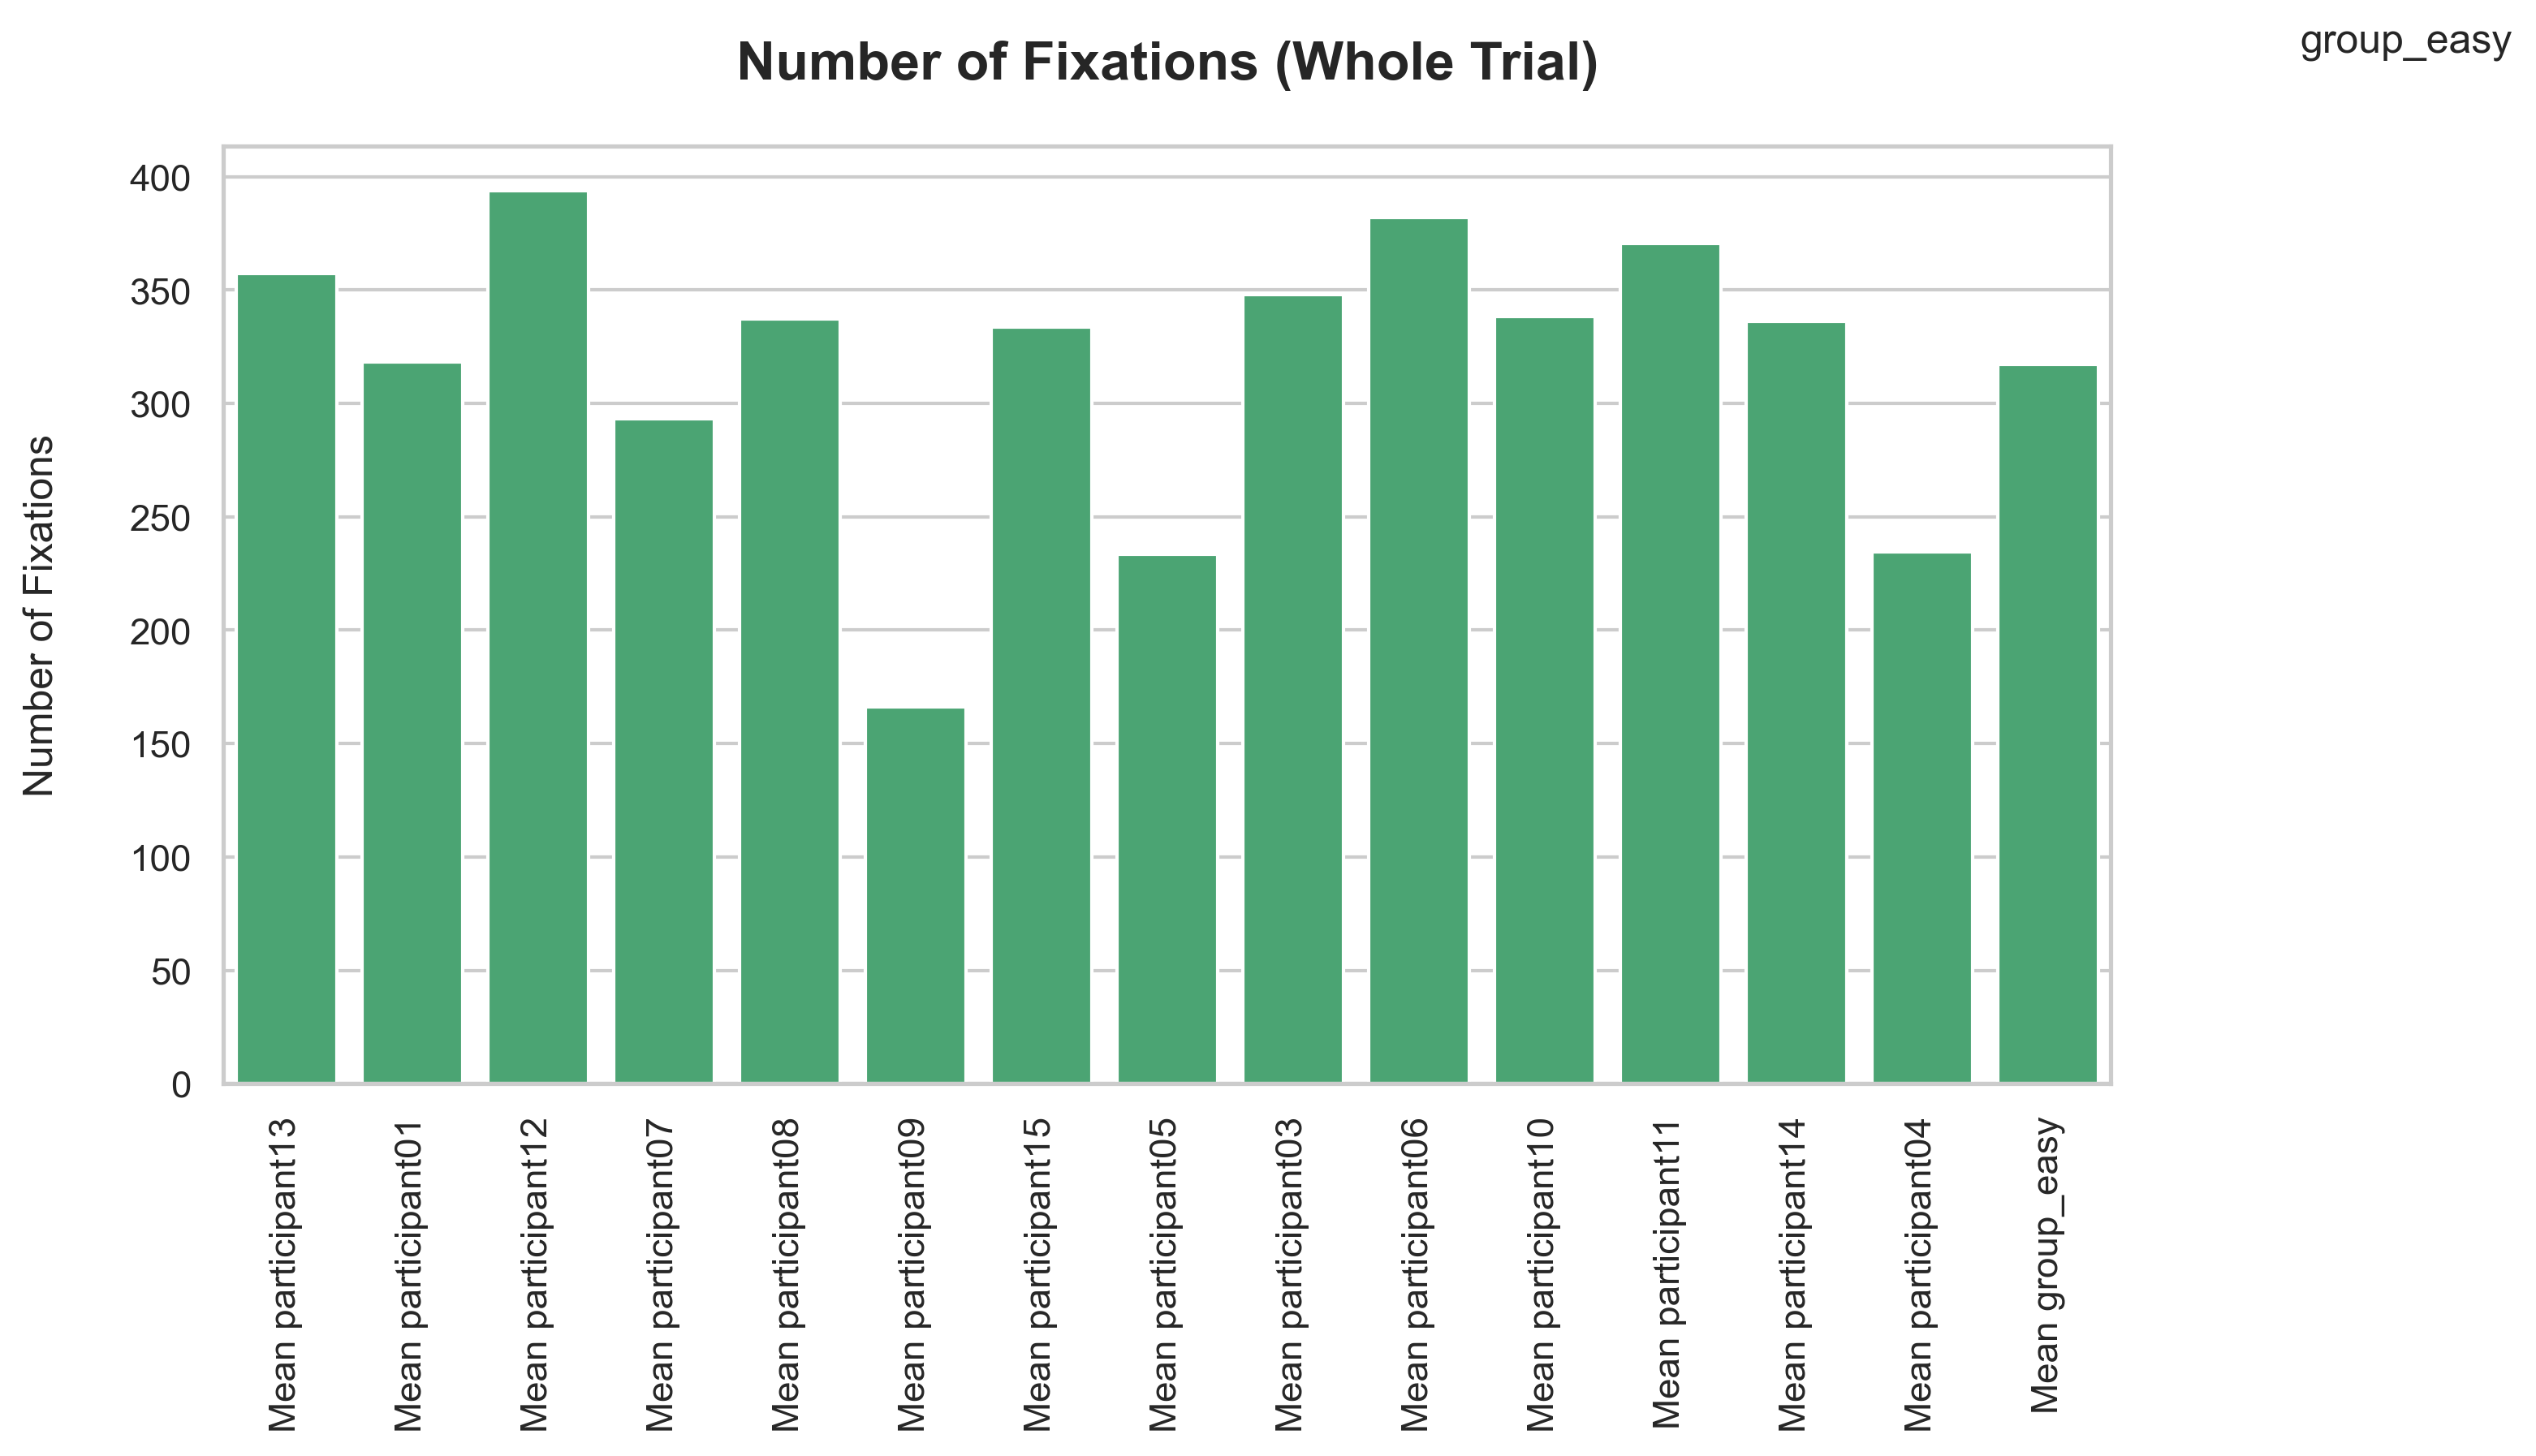 group_easy
Number of Fixations (Whole Trial)
Number of Fixations
400
350
300
250
200
150
100
50
0
Mean participant13
Mean participant01
Mean participant12
Mean participant07
Mean participant08
Mean participant09
Mean participant15
Mean participant05
Mean participant03
Mean participant06
Mean participant10
Mean participant11
Mean participant14
Mean participant04
Mean group_easy